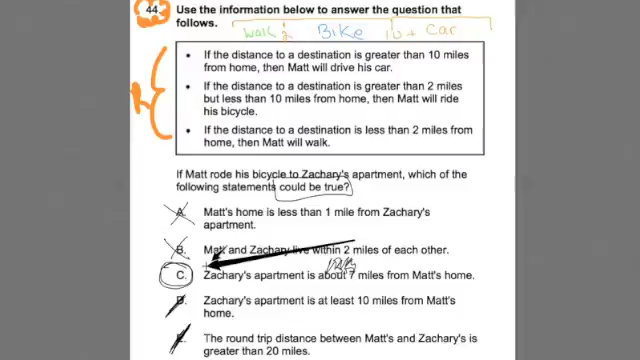 44 Use the information below to answer the question that
follows.
walk 2 Bike 10+ Car
• If the distance to a destination is greater than 10 miles
from home, then Matt will drive his car.
• If the distance to a destination is greater than 2 miles
but less than 10 miles from home, then Matt will ride
his bicycle.
• If the distance to a destination is less than 2 miles from
home, then Matt will walk.
If Matt rode his bicycle to Zachary's apartment, which of the
following statements could be true?
A. Matt's home is less than 1 mile from Zachary's
apartment.
B. Matt and Zachary live within 2 miles of each other.
C. Zachary's apartment is about 7 miles from Matt's home.
D. Zachary's apartment is at least 10 miles from Matt's
home.
E. The round trip distance between Matt's and Zachary's is
greater than 20 miles.